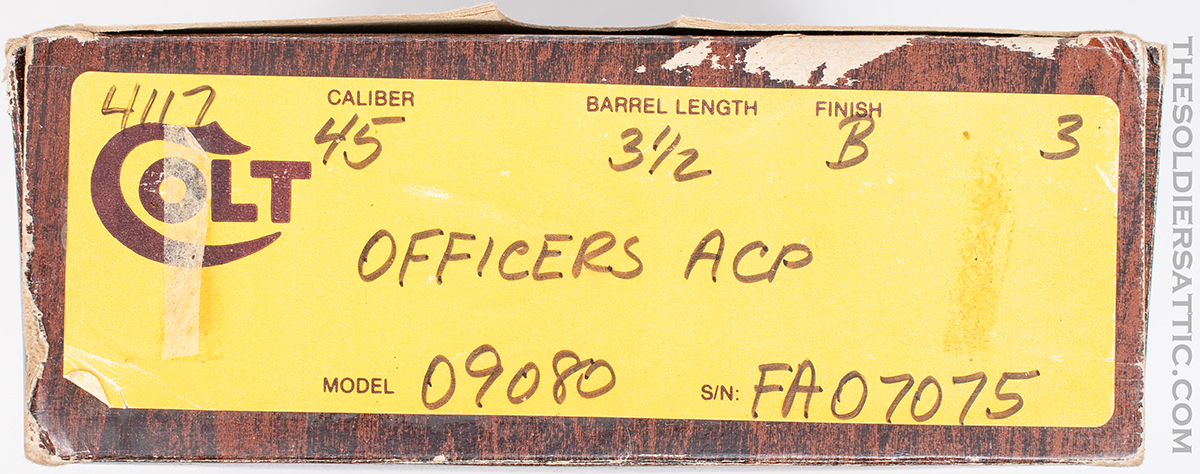 4117 CALIBER BARREL LENGTH FINISH
COLT 45 3½ B 3
OFFICERS ACP
MODEL 09080 S/N: FA07075
THESOLDIERSATTIC.COM